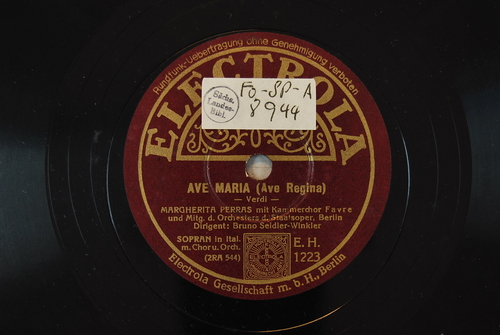 Rundfunk-Uebertragung ohne Genehmigung verboten
ELECTROLA
Sächs.
Landes-
Bibl.
Fo-SP-A
8944
AVE MARIA (Ave Regina)
— Verdi —
MARGHERITA PERRAS mit Kammerchor Favre
und Mitg. d. Orchesters d. Staatsoper, Berlin
Dirigent: Bruno Seidler-Winkler
SOPRAN in Ital.
m. Chor u. Orch.
(2RA 544)
E. H.
1223
Electrola Gesellschaft m. b. H., Berlin